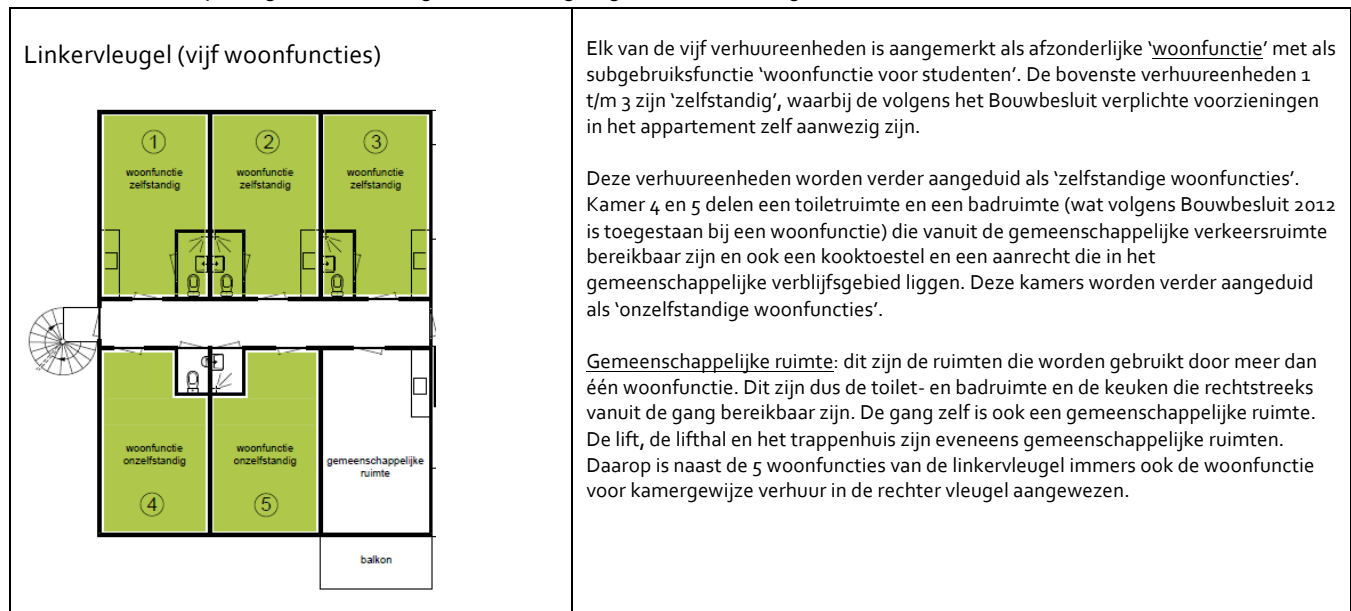 Linkervleugel (vijf woonfuncties)
1
2
3
woonfunctie
zelfstandig
woonfunctie
zelfstandig
woonfunctie
zelfstandig
woonfunctie
onzelfstandig
woonfunctie
onzelfstandig
gemeenschappelijke
ruimte
4
5
balkon
Elk van de vijf verhuureenheden is aangemerkt als afzonderlijke ‘woonfunctie’ met als
subgebruiksfunctie ‘woonfunctie voor studenten’. De bovenste verhuureenheden 1
t/m 3 zijn ‘zelfstandig’, waarbij de volgens het Bouwbesluit verplichte voorzieningen
in het appartement zelf aanwezig zijn.
Deze verhuureenheden worden verder aangeduid als ‘zelfstandige woonfuncties’.
Kamer 4 en 5 delen een toiletruimte en een badruimte (wat volgens Bouwbesluit 2012
is toegestaan bij een woonfunctie) die vanuit de gemeenschappelijke verkeersruimte
bereikbaar zijn en ook een kooktoestel en een aanrecht die in het
gemeenschappelijke verblijfsgebied liggen. Deze kamers worden verder aangeduid
als ‘onzelfstandige woonfuncties’.
Gemeenschappelijke ruimte: dit zijn de ruimten die worden gebruikt door meer dan
één woonfunctie. Dit zijn dus de toilet- en badruimte en de keuken die rechtstreeks
vanuit de gang bereikbaar zijn. De gang zelf is ook een gemeenschappelijke ruimte.
De lift, de lifthal en het trappenhuis zijn eveneens gemeenschappelijke ruimten.
Daarop is naast de 5 woonfuncties van de linkervleugel immers ook de woonfunctie
voor kamergewijze verhuur in de rechter vleugel aangewezen.